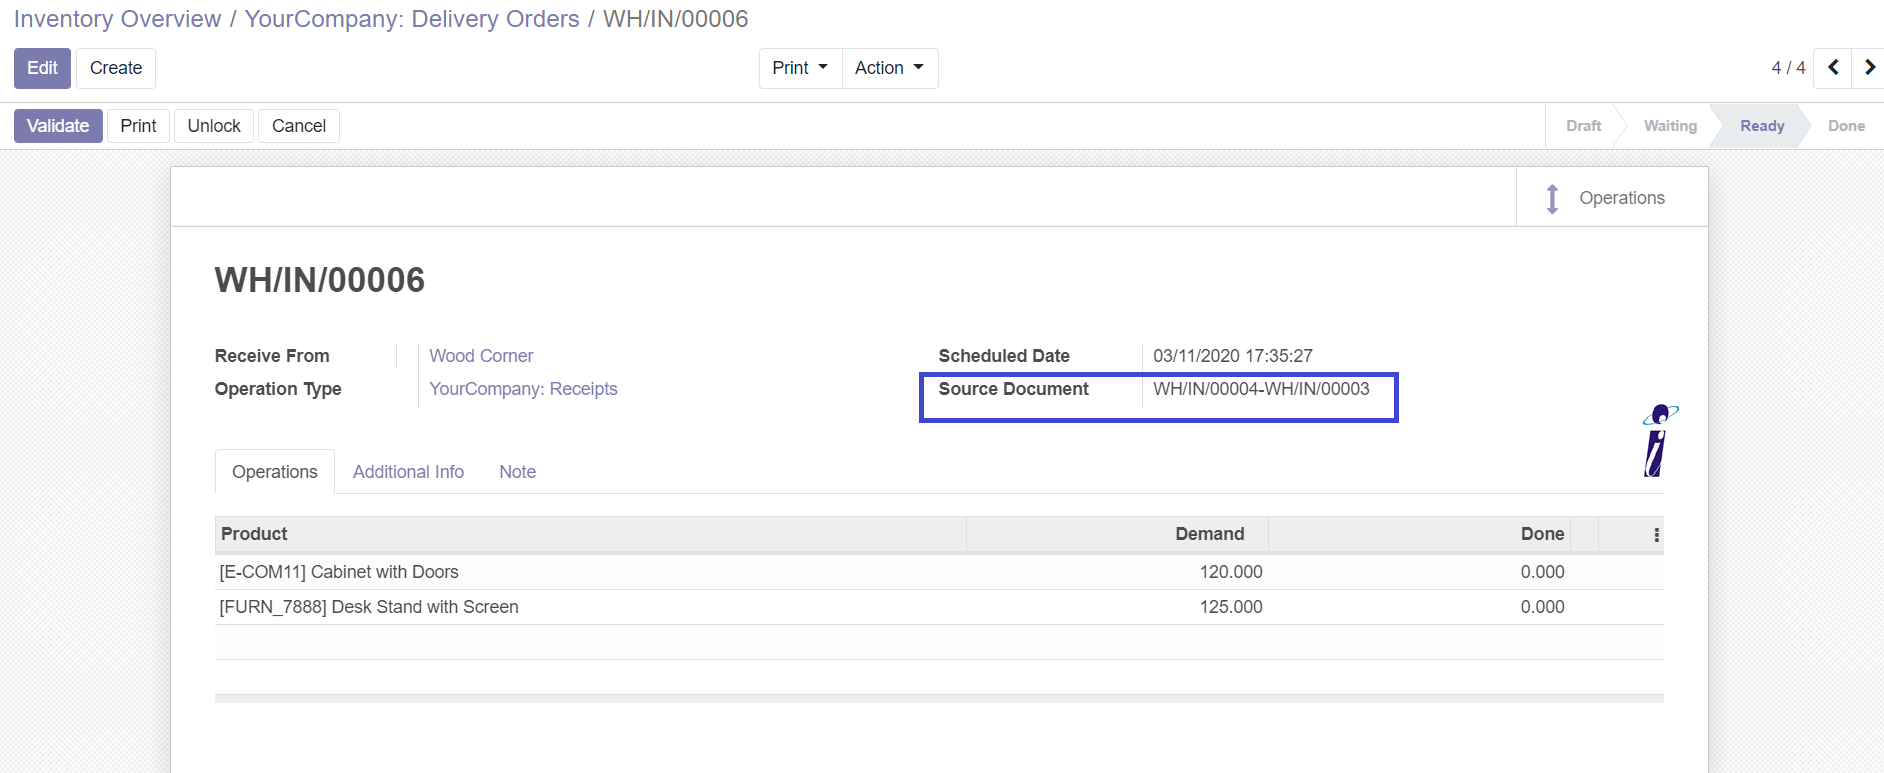 Inventory Overview / YourCompany: Delivery Orders / WH/IN/00006
Edit Create Print Action 4 / 4
Validate Print Unlock Cancel Draft Waiting Ready Done
Operations
WH/IN/00006
Receive From Wood Corner Scheduled Date 03/11/2020 17:35:27
Operation Type YourCompany: Receipts Source Document WH/IN/00004-WH/IN/00003
i
Operations Additional Info Note
Product Demand Done
[E-COM11] Cabinet with Doors 120.000 0.000
[FURN_7888] Desk Stand with Screen 125.000 0.000